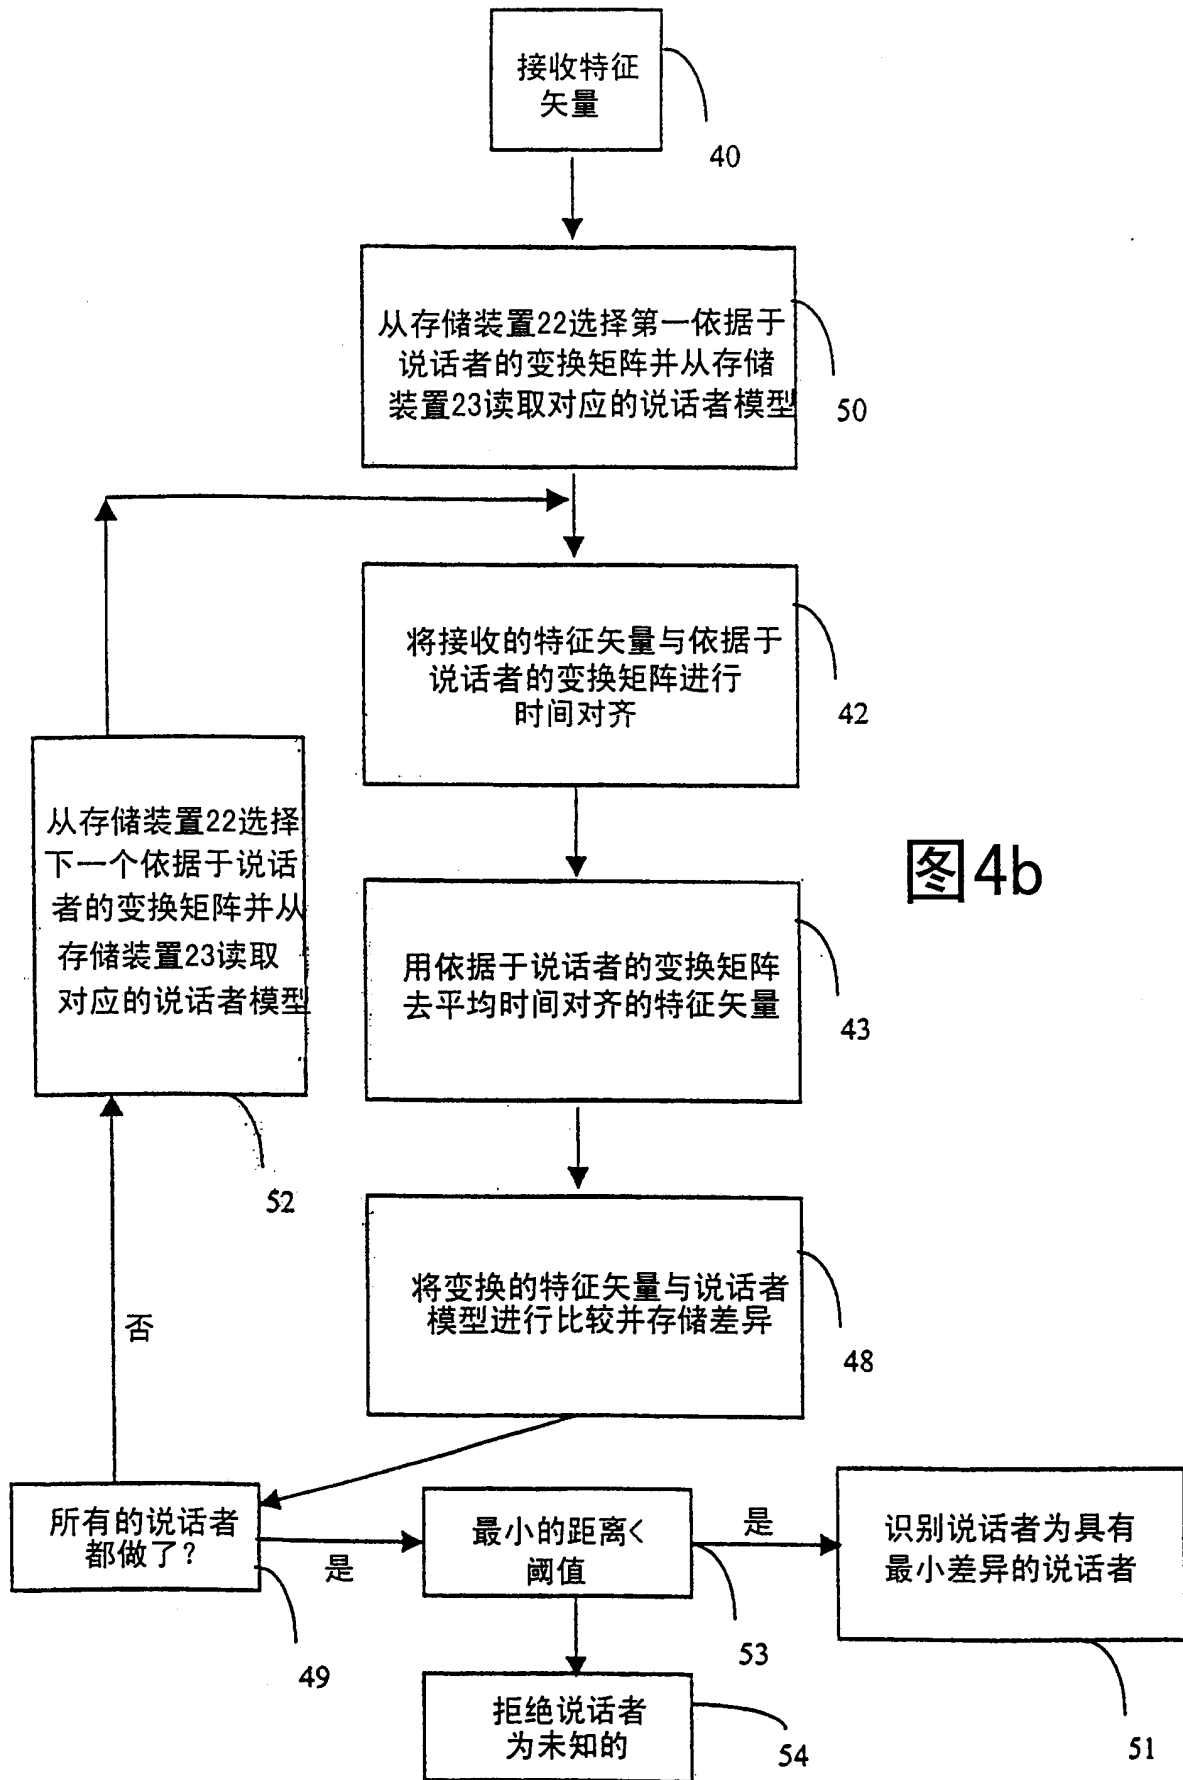 接收特征
矢量
40
从存储装置22选择第一依据于
说话者的变换矩阵并从存储
装置23读取对应的说话者模型
50
将接收的特征矢量与依据于
说话者的变换矩阵进行
时间对齐
42
从存储装置22选择
下一个依据于说话
者的变换矩阵并从
存储装置23读取
对应的说话者模型
52
图4b
用依据于说话者的变换矩阵
去平均时间对齐的特征矢量
43
将变换的特征矢量与说话者
模型进行比较并存储差异
48
否
所有的说话者
都做了?
49
是
最小的距离<
阈值
53
是
识别说话者为具有
最小差异的说话者
51
拒绝说话者
为未知的
54